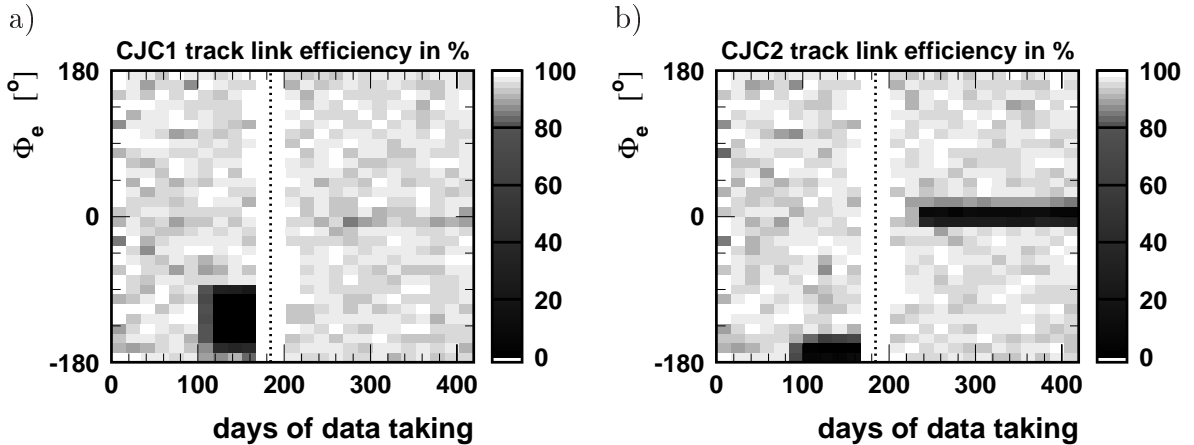 a)
CJC1 track link efficiency in %
Φe [°]
180
0
-180
0 100 200 300 400
days of data taking
100
80
60
40
20
0
b)
CJC2 track link efficiency in %
Φe [°]
180
0
-180
0 100 200 300 400
days of data taking
100
80
60
40
20
0